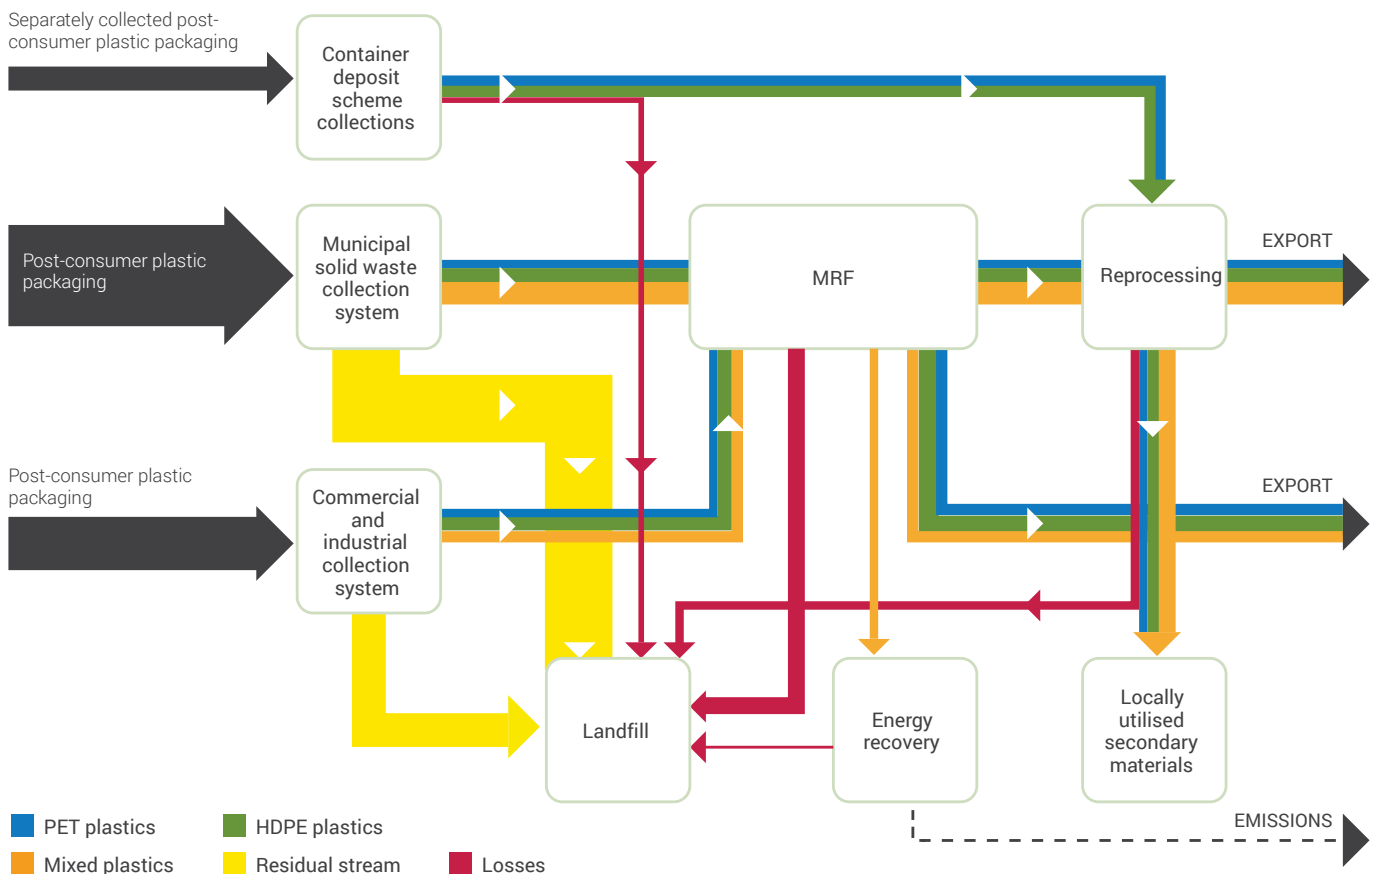 Separately collected post-
consumer plastic packaging
Container
deposit
scheme
collections
Post-consumer plastic
packaging
Municipal
solid waste
collection
system
MRF
Reprocessing
EXPORT
Post-consumer plastic
packaging
Commercial
and
industrial
collection
system
EXPORT
Landfill
Energy
recovery
Locally
utilised
secondary
materials
EMISSIONS
PET plastics
HDPE plastics
Mixed plastics
Residual stream
Losses